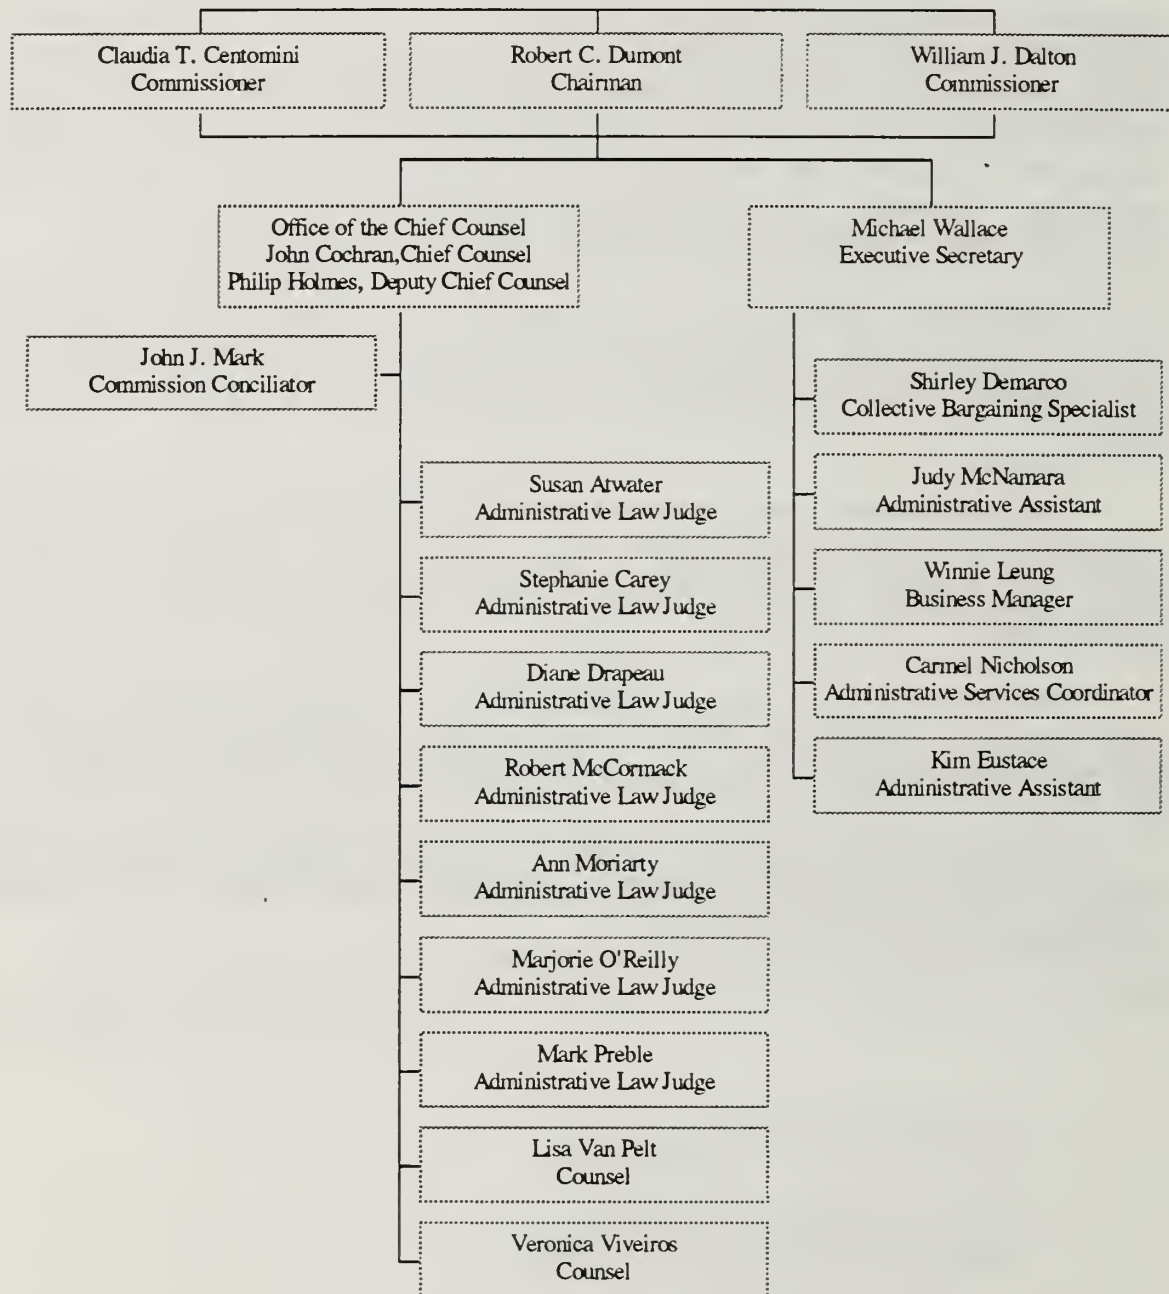 Claudia T. Centomini
Commissioner
Robert C. Dumont
Chairman
William J. Dalton
Commissioner
Office of the Chief Counsel
John Cochran,Chief Counsel
Philip Holmes, Deputy Chief Counsel
Michael Wallace
Executive Secretary
John J. Mark
Commission Conciliator
Susan Atwater
Administrative Law Judge
Stephanie Carey
Administrative Law Judge
Diane Drapeau
Administrative Law Judge
Robert McCormack
Administrative Law Judge
Ann Moriarty
Administrative Law Judge
Marjorie O'Reilly
Administrative Law Judge
Mark Preble
Administrative Law Judge
Lisa Van Pelt
Counsel
Veronica Viveiros
Counsel
Shirley Demarco
Collective Bargaining Specialist
Judy McNamara
Administrative Assistant
Winnie Leung
Business Manager
Carmel Nicholson
Administrative Services Coordinator
Kim Eustace
Administrative Assistant